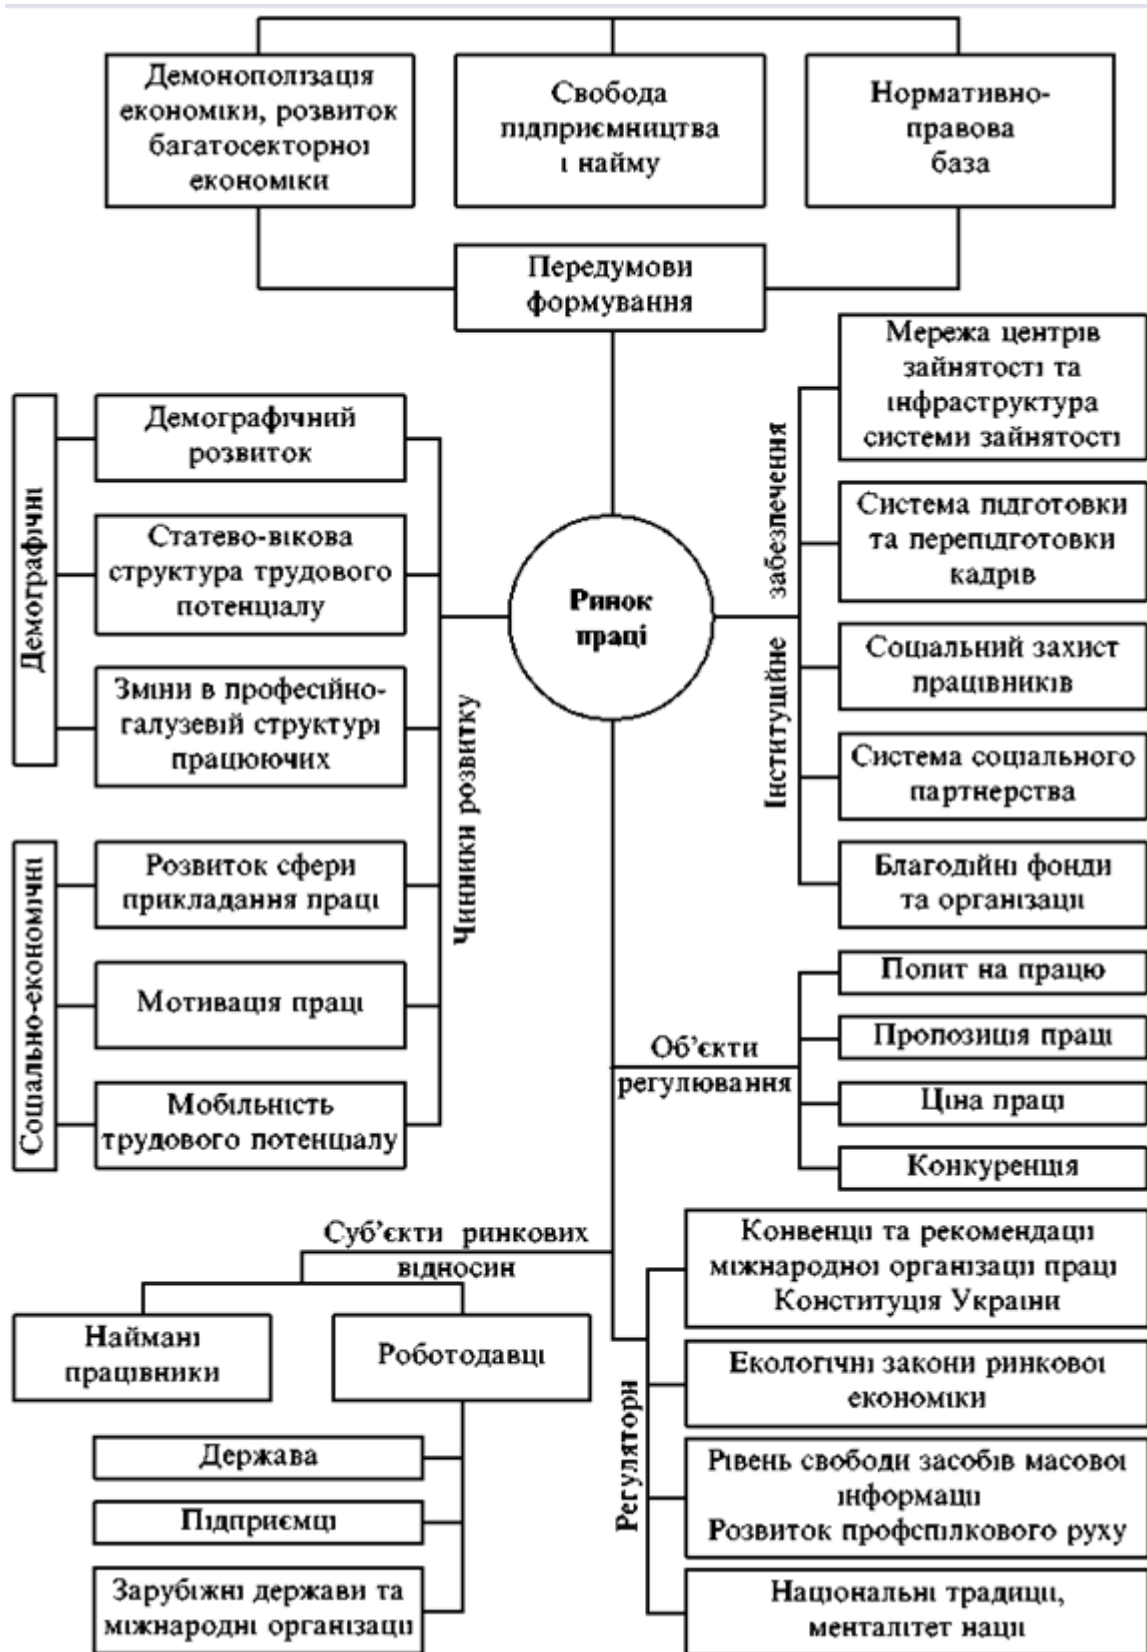 Демонополізація
економіки, розвиток
багатосекторної
економіки
Свобода
підприємництва
і найму
Нормативно-
правова
база
Передумови
формування
Мережа центрів
зайнятості та
інфраструктура
системи зайнятості
Система підготовки
та перепідготовки
кадрів
Соціальний захист
працівників
Система соціального
партнерства
Благодійні фонди
та організації
Інституційне забезпечення
Демографічні
Демографічний
розвиток
Статево-вікова
структура трудового
потенціалу
Зміни в професійно-
галузевій структурі
працюючих
Ринок
праці
Чинники розвитку
Соціально-економічні
Розвиток сфери
прикладання праці
Мотивація праці
Мобільність
трудового потенціалу
Об’єкти
регулювання
Попит на працю
Пропозиція праці
Ціна праці
Конкуренція
Суб’єкти ринкових
відносин
Наймані
працівники
Роботодавці
Держава
Підприємці
Зарубіжні держави та
міжнародні організації
Регулятори
Конвенції та рекомендації
міжнародної організації праці
Конституція України
Екологічні закони ринкової
економіки
Рівень свободи засобів масової
інформації
Розвиток профспілкового руху
Національні традиції,
менталітет нації